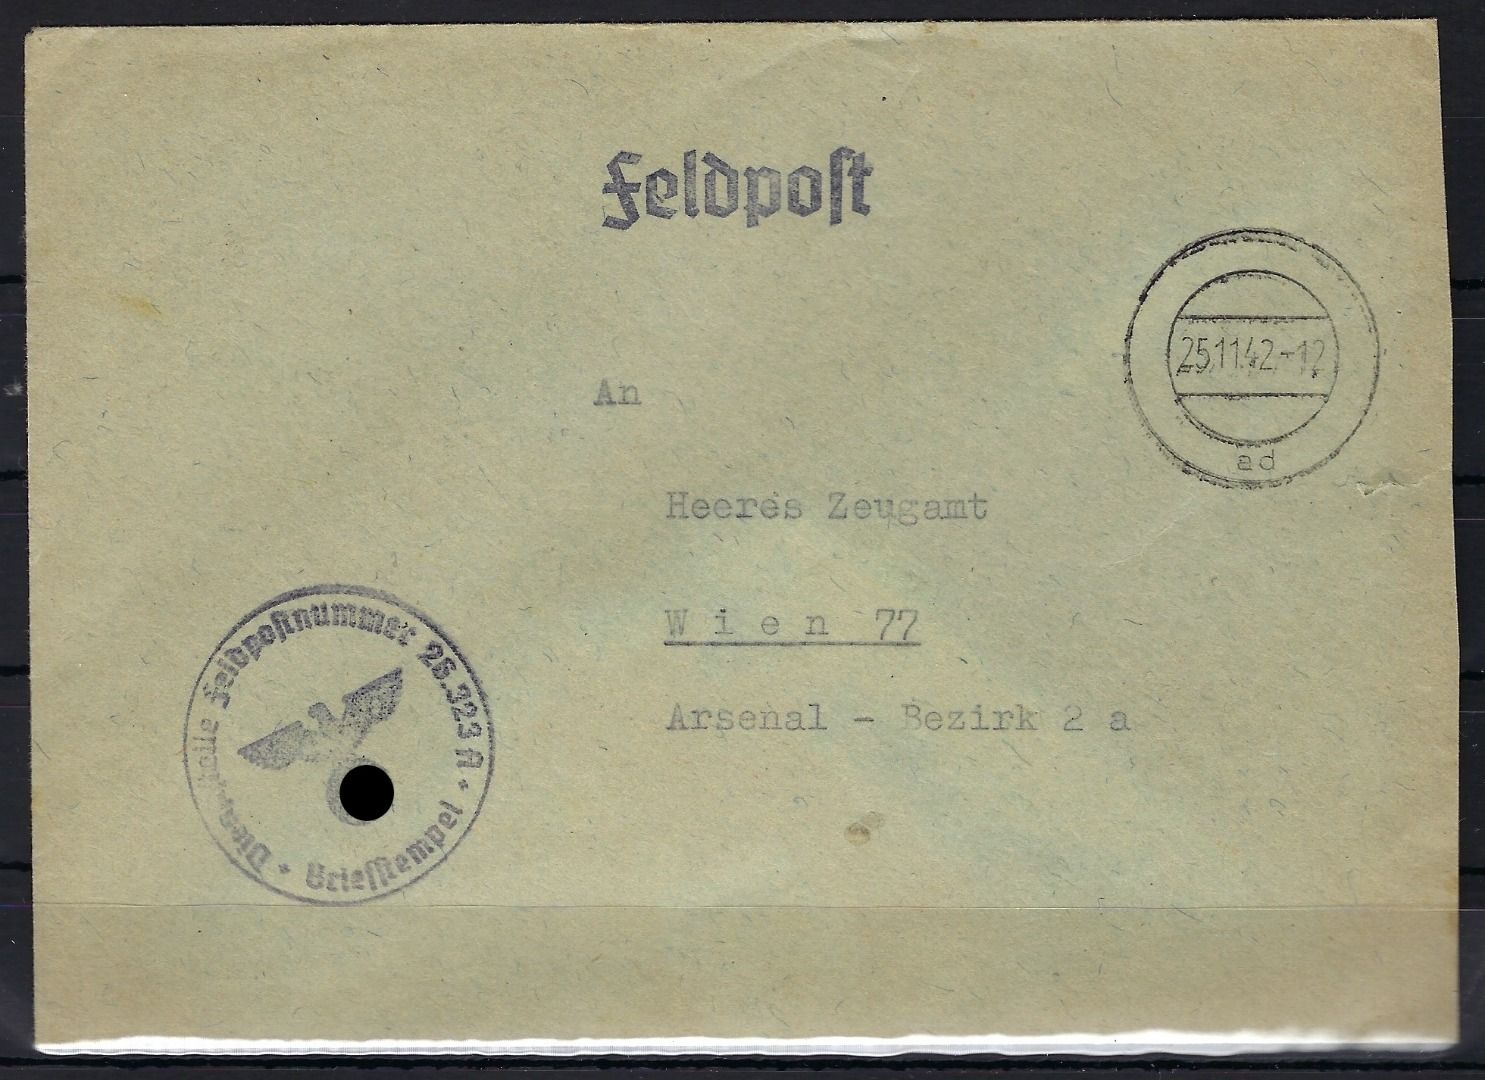 Feldpost
25.11.42.-12
ad
An
Heeres Zeugamt
Wien 77
Arsenal - Bezirk 2 a
Feldpostnummer 26.323 A
Briefstempel